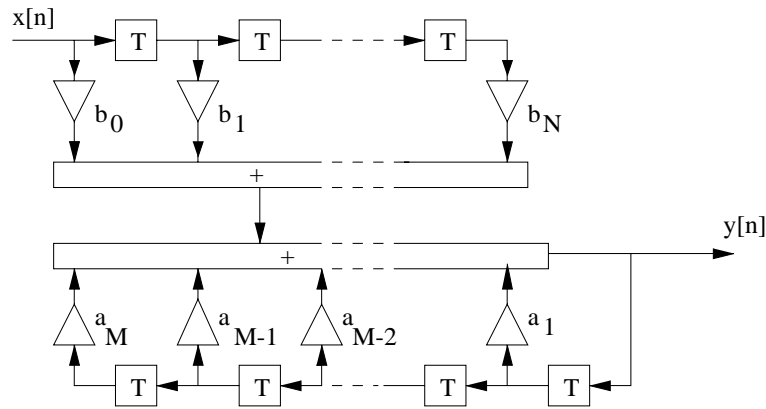 x[n]
T T T
b0 b1 bN
+
y[n]
+
aM aM-1 aM-2 a1
T T T T